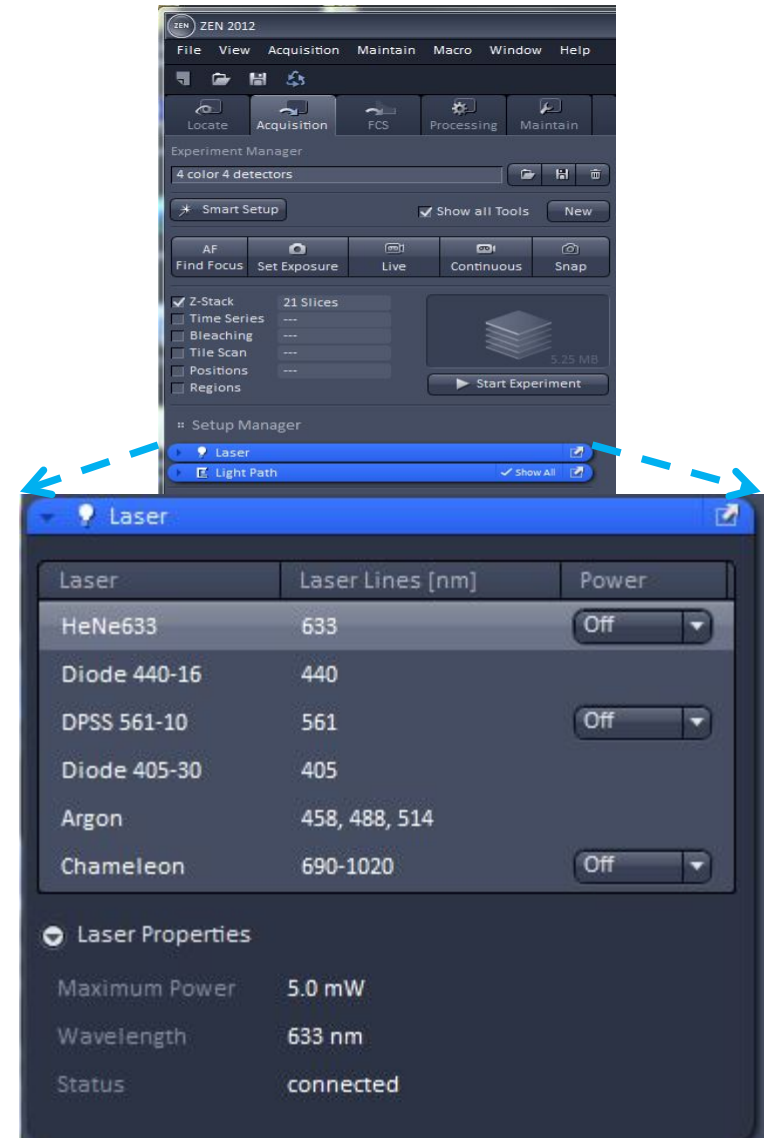 ZEN ZEN 2012
File View Acquisition Maintain Macro Window Help
Locate Acquisition FCS Processing Maintain
Experiment Manager
4 color 4 detectors
Smart Setup Show all Tools New
AF
Find Focus Set Exposure Live Continuous Snap
Z-Stack 21 Slices
Time Series ---
Bleaching ---
Tile Scan ---
Positions ---
Regions
5.25 MB
Start Experiment
Setup Manager
Laser
Light Path Show All
Laser
Laser Laser Lines [nm] Power
HeNe633 633 Off
Diode 440-16 440
DPSS 561-10 561 Off
Diode 405-30 405
Argon 458, 488, 514
Chameleon 690-1020 Off
Laser Properties
Maximum Power 5.0 mW
Wavelength 633 nm
Status connected